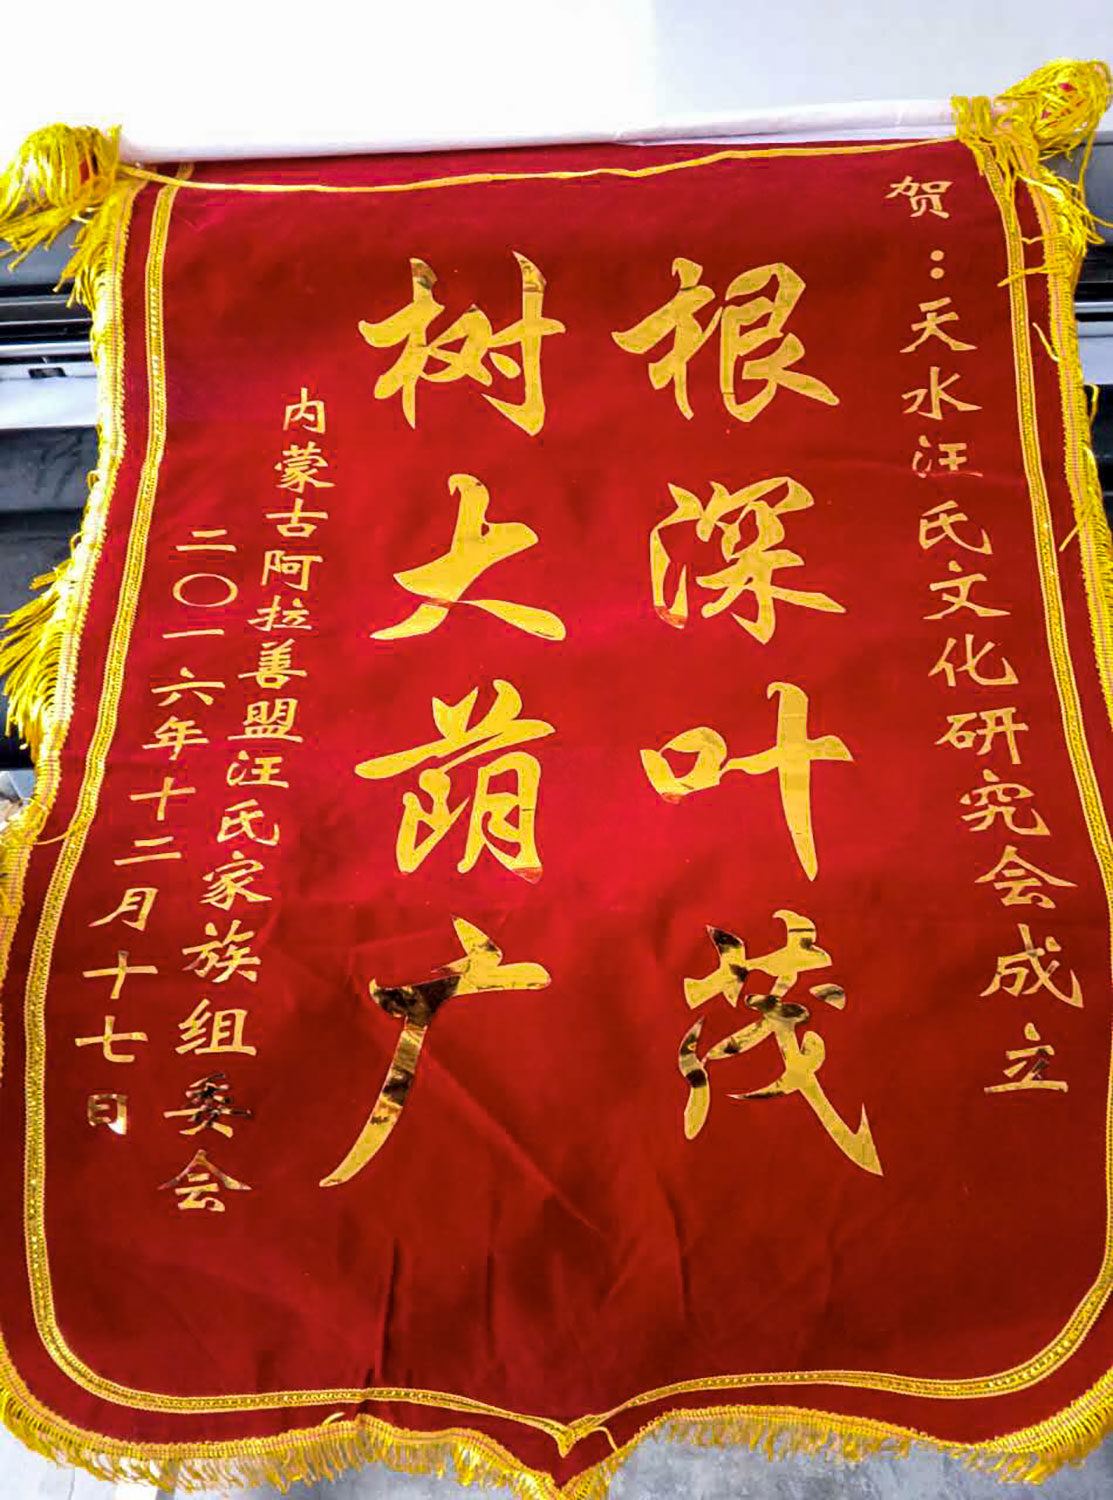 贺：天水汪氏文化研究会成立
根深叶茂
树大荫广
内蒙古阿拉善盟汪氏家族组委会
二〇一六年十二月十七日